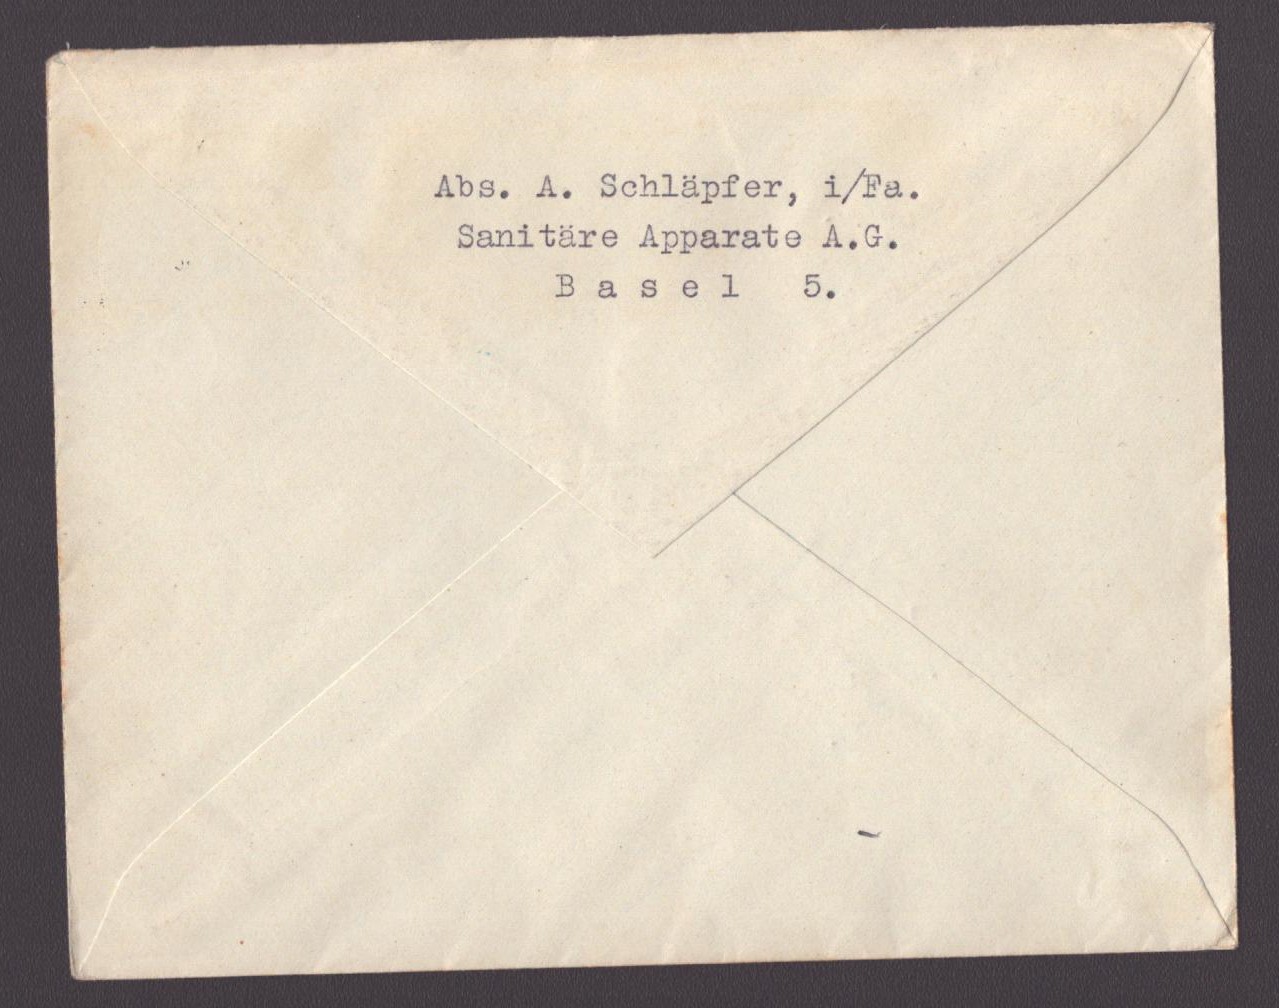 Abs. A. Schläpfer, i/Fa.
Sanitäre Apparate A.G.
B a s e l   5.